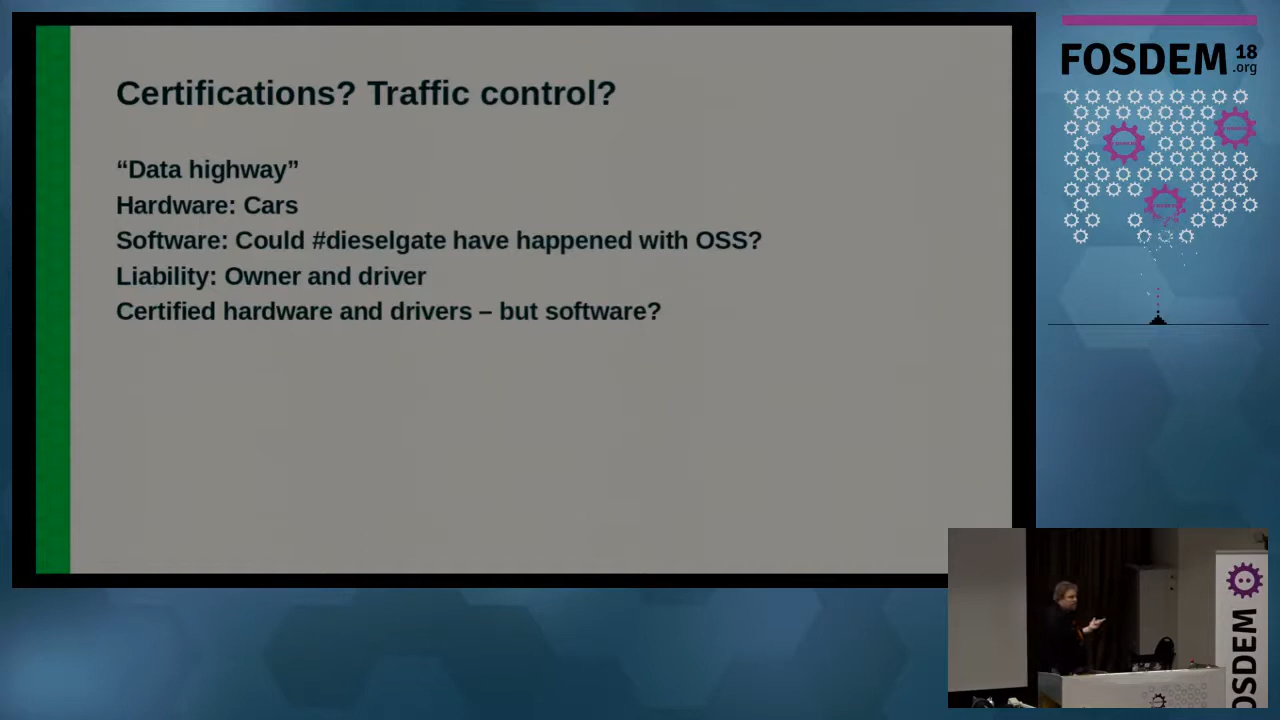 Certifications? Traffic control?
“Data highway”
Hardware: Cars
Software: Could #dieselgate have happened with OSS?
Liability: Owner and driver
Certified hardware and drivers – but software?
FOSDEM 18
.org
OSDEM